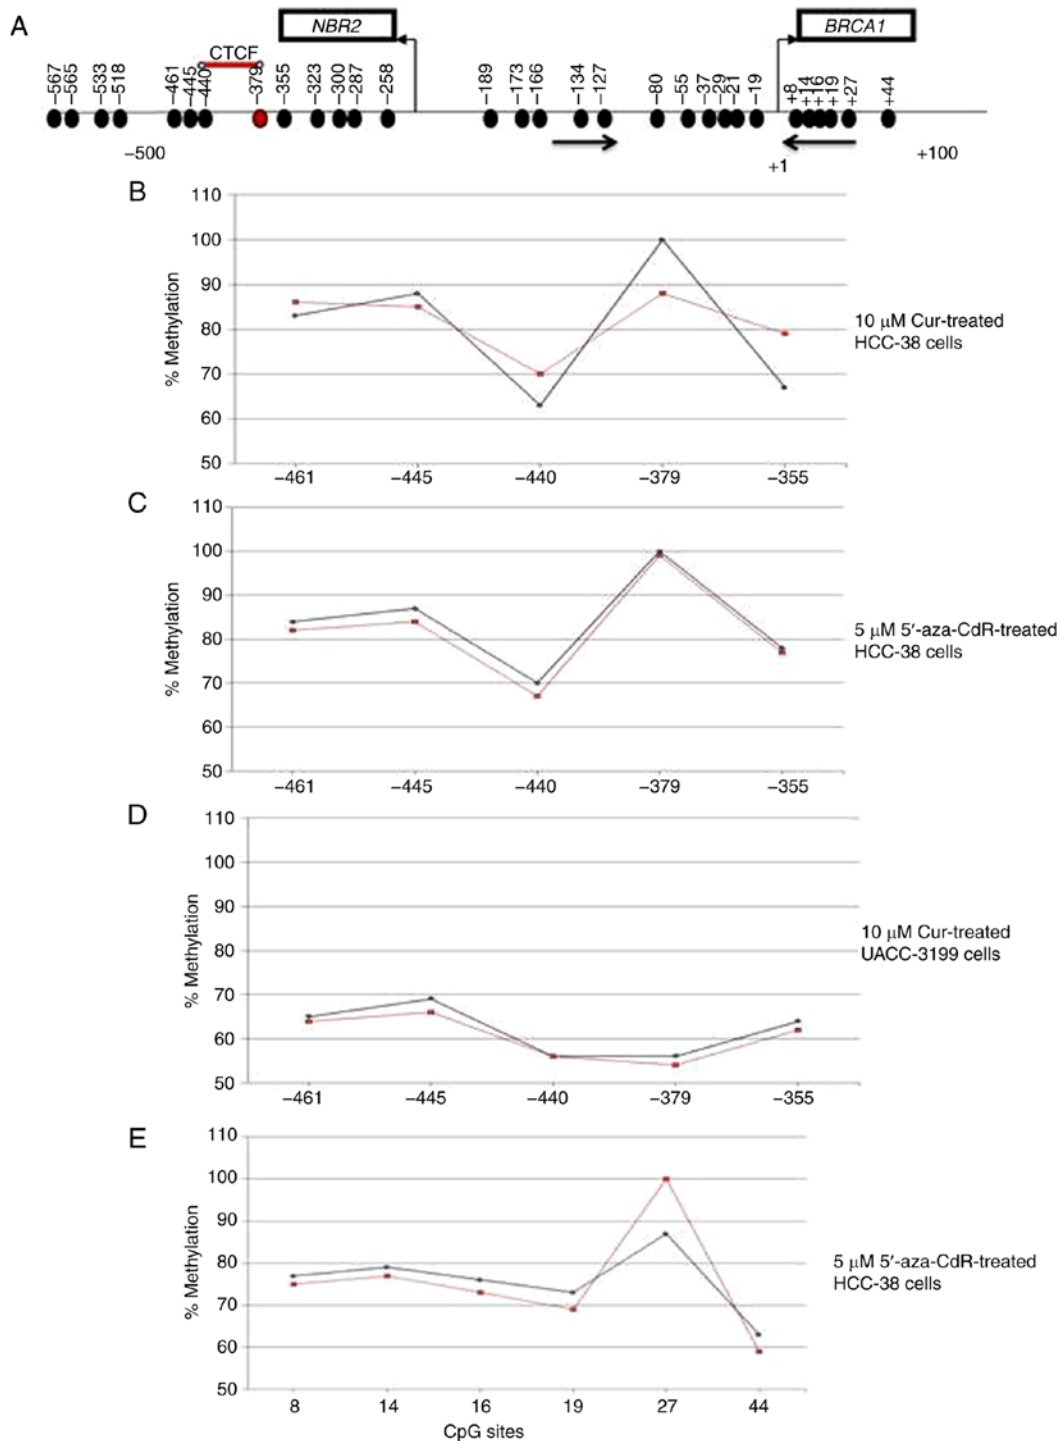 A
NBR2
BRCA1
CTCF
−567 −565 −533 −518 −461 −445 −440 −379 −355 −323 −300 −287 −258 −189 −173 −166 −134 −127 −80 −55 −37 −29 −21 −19 +8 +14 +16 +19 +27 +44
−500
+1
+100
B
110
100
90
80
70
60
50
% Methylation
−461 −445 −440 −379 −355
10 μM Cur-treated
HCC-38 cells
C
110
100
90
80
70
60
50
% Methylation
−461 −445 −440 −379 −355
5 μM 5′-aza-CdR-treated
HCC-38 cells
D
110
100
90
80
70
60
50
% Methylation
−461 −445 −440 −379 −355
10 μM Cur-treated
UACC-3199 cells
E
110
100
90
80
70
60
50
% Methylation
8 14 16 19 27 44
CpG sites
5 μM 5′-aza-CdR-treated
HCC-38 cells